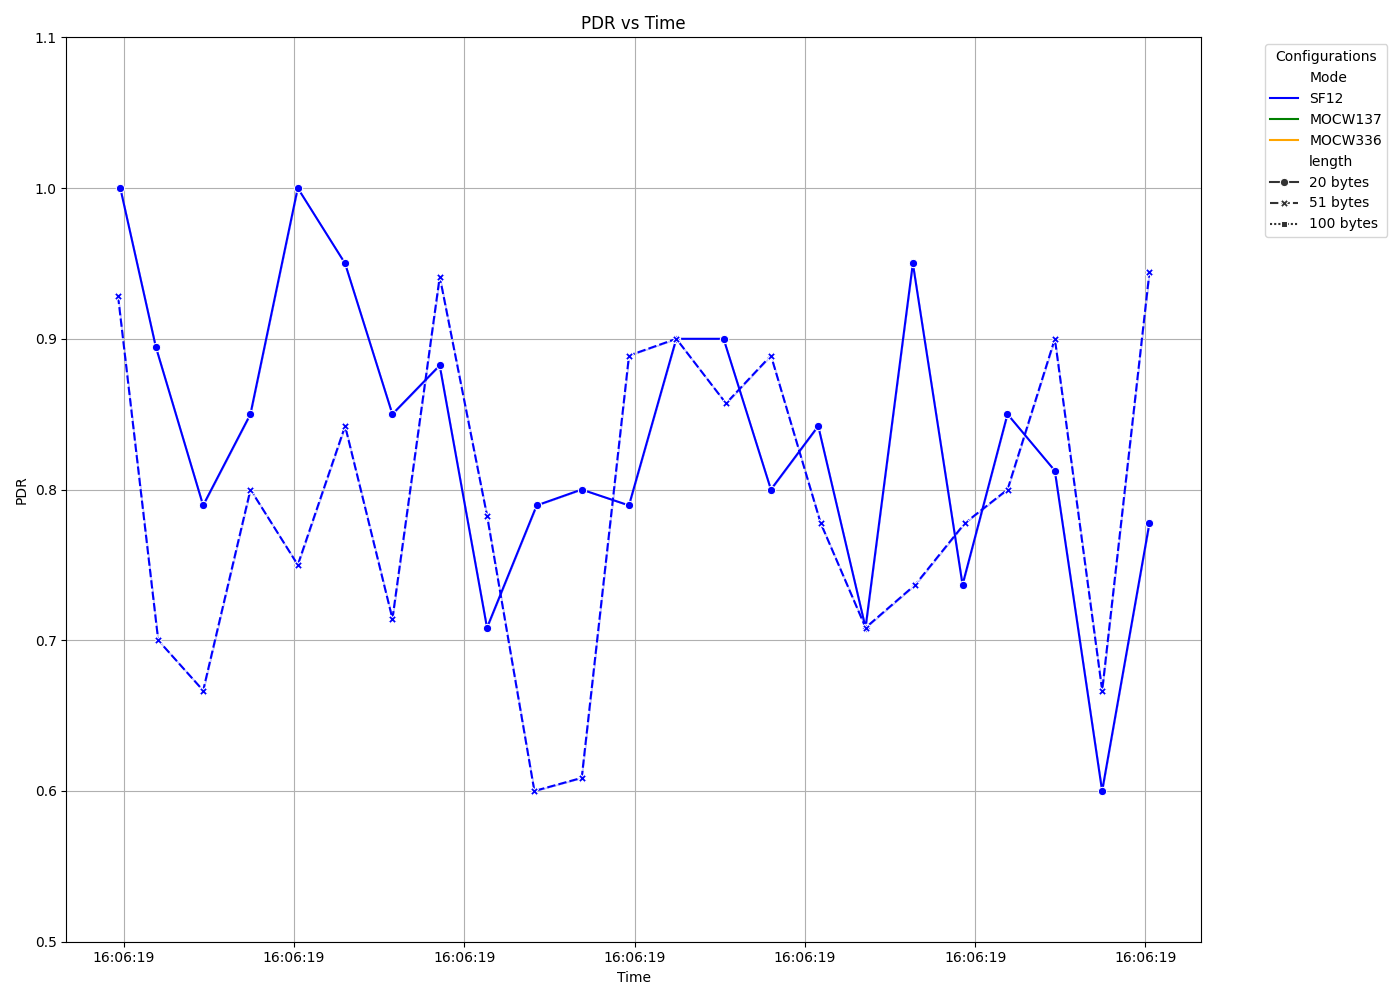 PDR vs Time
1.1
1.0
0.9
0.8
0.7
0.6
0.5
PDR
16:06:19 16:06:19 16:06:19 16:06:19 16:06:19 16:06:19 16:06:19
Time
Configurations
Mode
SF12
MOCW137
MOCW336
length
20 bytes
51 bytes
100 bytes